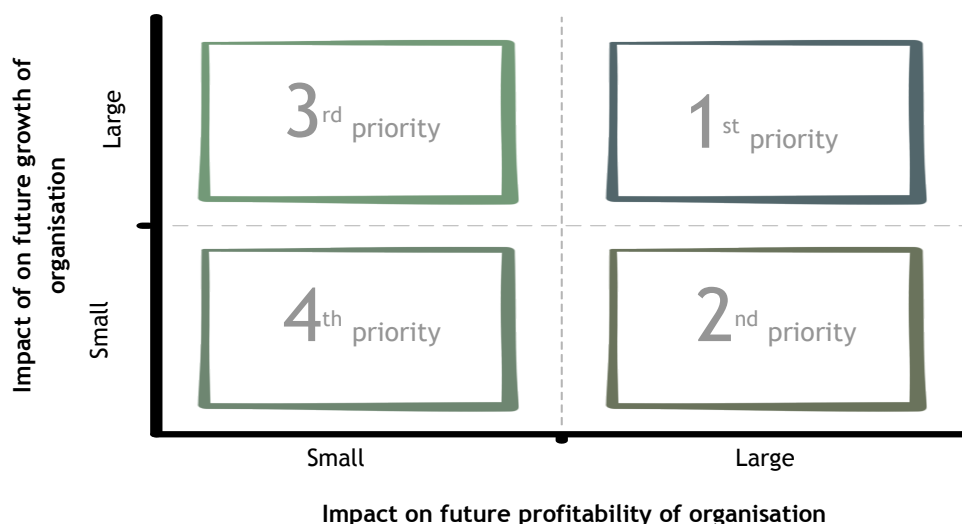 Impact of on future growth of
organisation
Large
Small
3rd priority
1st priority
4th priority
2nd priority
Small
Large
Impact on future profitability of organisation